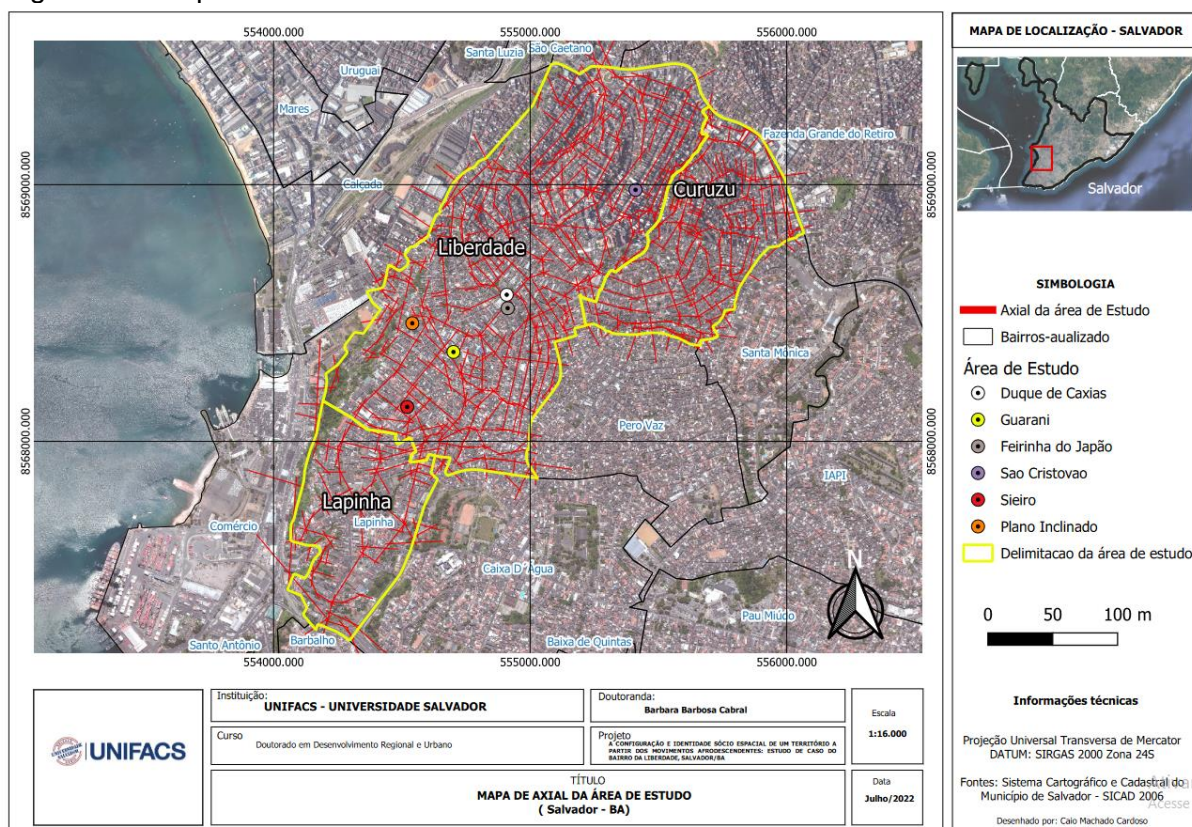 554000.000
555000.000
556000.000
8569000.000
8568000.000
8569000.000
8568000.000
Santa Luzia
São Caetano
Uruguai
Mares
Fazenda Grande do Retiro
Calçada
Curuzu
Liberdade
Santa Mônica
Pero Vaz
IAPI
Lapinha
Lapinha
Comércio
Caixa D'Água
Pau Miúdo
Santo Antônio
Barbalho
Baixa de Quintas
N
554000.000
555000.000
556000.000
MAPA DE LOCALIZAÇÃO - SALVADOR
Salvador
SIMBOLOGIA
Axial da área de Estudo
Bairros-aualizado
Área de Estudo
Duque de Caxias
Guarani
Feirinha do Japão
Sao Cristovao
Sieiro
Plano Inclinado
Delimitacao da área de estudo
0 50 100 m
Informações técnicas
Projeção Universal Transversa de Mercator
DATUM: SIRGAS 2000 Zona 24S
Fontes: Sistema Cartográfico e Cadastral do
Município de Salvador - SICAD 2006
Acesse
Desenhado por: Caio Machado Cardoso
UNIFACS
Instituição:
UNIFACS - UNIVERSIDADE SALVADOR
Doutoranda:
Barbara Barbosa Cabral
Escala
1:16.000
Curso
Doutorado em Desenvolvimento Regional e Urbano
Projeto
A CONFIGURAÇÃO E IDENTIDADE SÓCIO ESPACIAL DE UM TERRITÓRIO A
PARTIR DOS MOVIMENTOS AFRODESCENDENTES: ESTUDO DE CASO DO
BAIRRO DA LIBERDADE, SALVADOR/BA
TÍTULO
MAPA DE AXIAL DA ÁREA DE ESTUDO
( Salvador - BA)
Data
Julho/2022